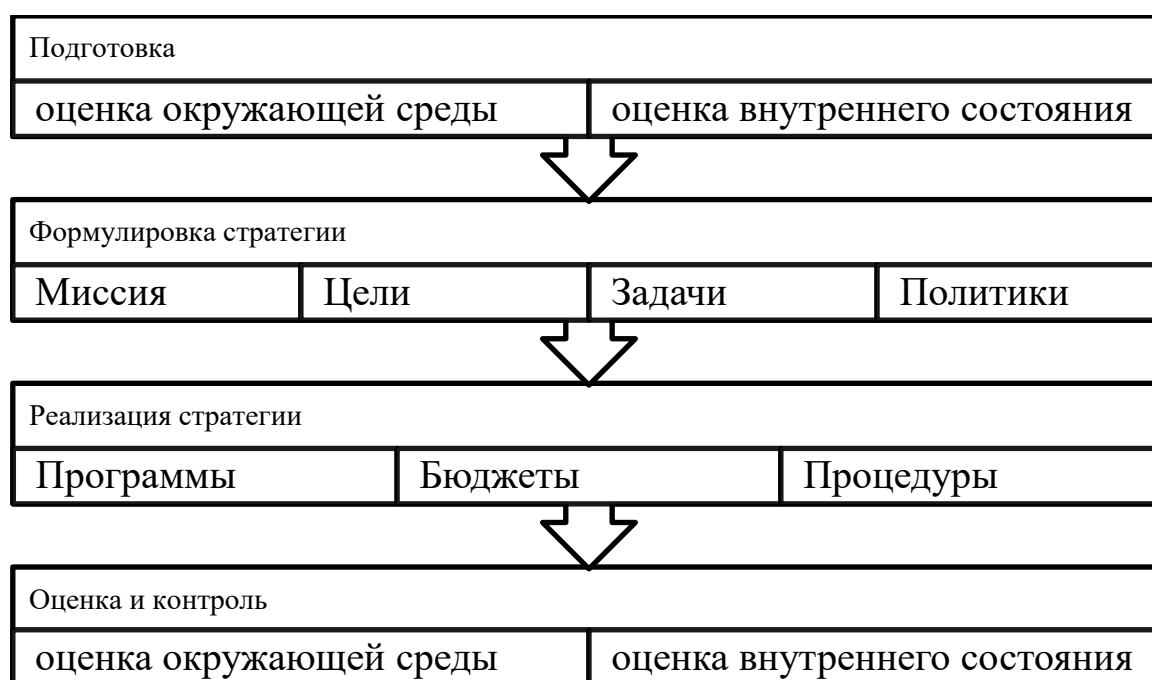 Подготовка
оценка окружающей среды оценка внутреннего состояния
Формулировка стратегии
Миссия Цели Задачи Политики
Реализация стратегии
Программы Бюджеты Процедуры
Оценка и контроль
оценка окружающей среды оценка внутреннего состояния